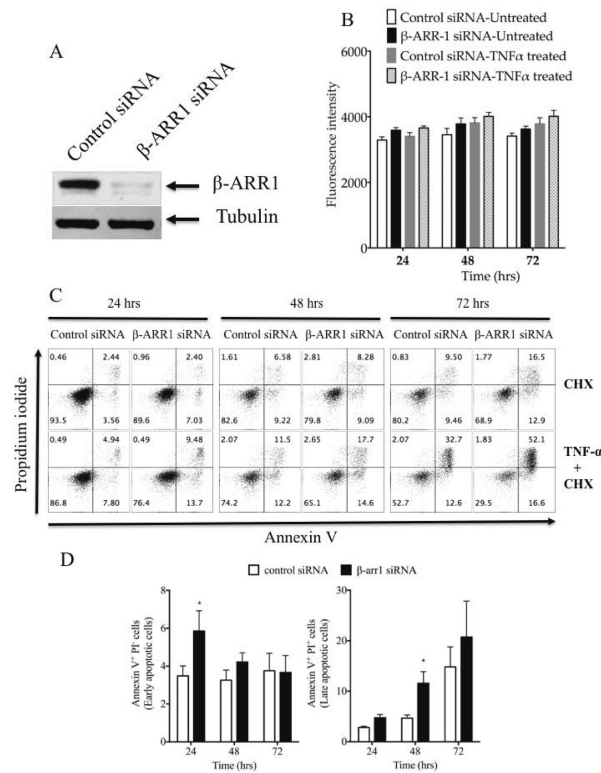 A
Control siRNA
β-ARR1 siRNA
β-ARR1
Tubulin
B
Control siRNA-Untreated
β-ARR-1 siRNA-Untreated
Control siRNA-TNFα treated
β-ARR-1 siRNA-TNFα treated
Fluorescence intensity
6000
4000
2000
0
24 48 72
Time (hrs)
C
24 hrs 48 hrs 72 hrs
Control siRNA β-ARR1 siRNA Control siRNA β-ARR1 siRNA Control siRNA β-ARR1 siRNA
0.46 2.44 0.96 2.40 1.61 6.58 2.81 8.28 0.83 9.50 1.77 16.5
CHX
93.5 3.56 89.6 7.03 82.6 9.22 79.8 9.09 80.2 9.46 68.9 12.9
0.49 4.94 0.49 9.48 2.07 11.5 2.65 17.7 2.07 32.7 1.83 52.1
TNF-α
+
CHX
86.8 7.80 76.4 13.7 74.2 12.2 65.1 14.6 52.7 12.6 29.5 16.6
Propidium iodide
Annexin V
D
control siRNA β-arr1 siRNA
Annexin V⁺ PI⁻ cells
(Early apoptotic cells)
8
6
4
2
0
*
24 48 72
Time (hrs)
Annexin V⁺ PI⁺ cells
(Late apoptotic cells)
30
20
10
0
*
24 48 72
Time (hrs)